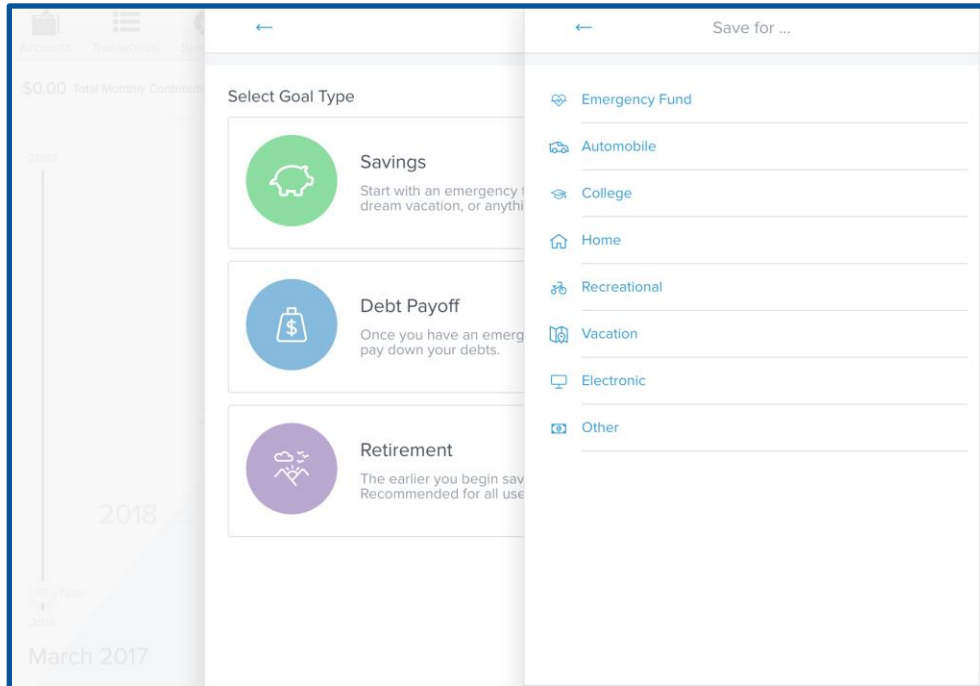 Accounts
Transactions
$0.00 Total Monthly Contributi
2018
March 2017
Select Goal Type
Savings
Start with an emergency
dream vacation, or anythi
Debt Payoff
Once you have an emerg
pay down your debts.
$
Retirement
The earlier you begin sav
Recommended for all use
Save for ...
Emergency Fund
Automobile
College
Home
Recreational
Vacation
Electronic
Other